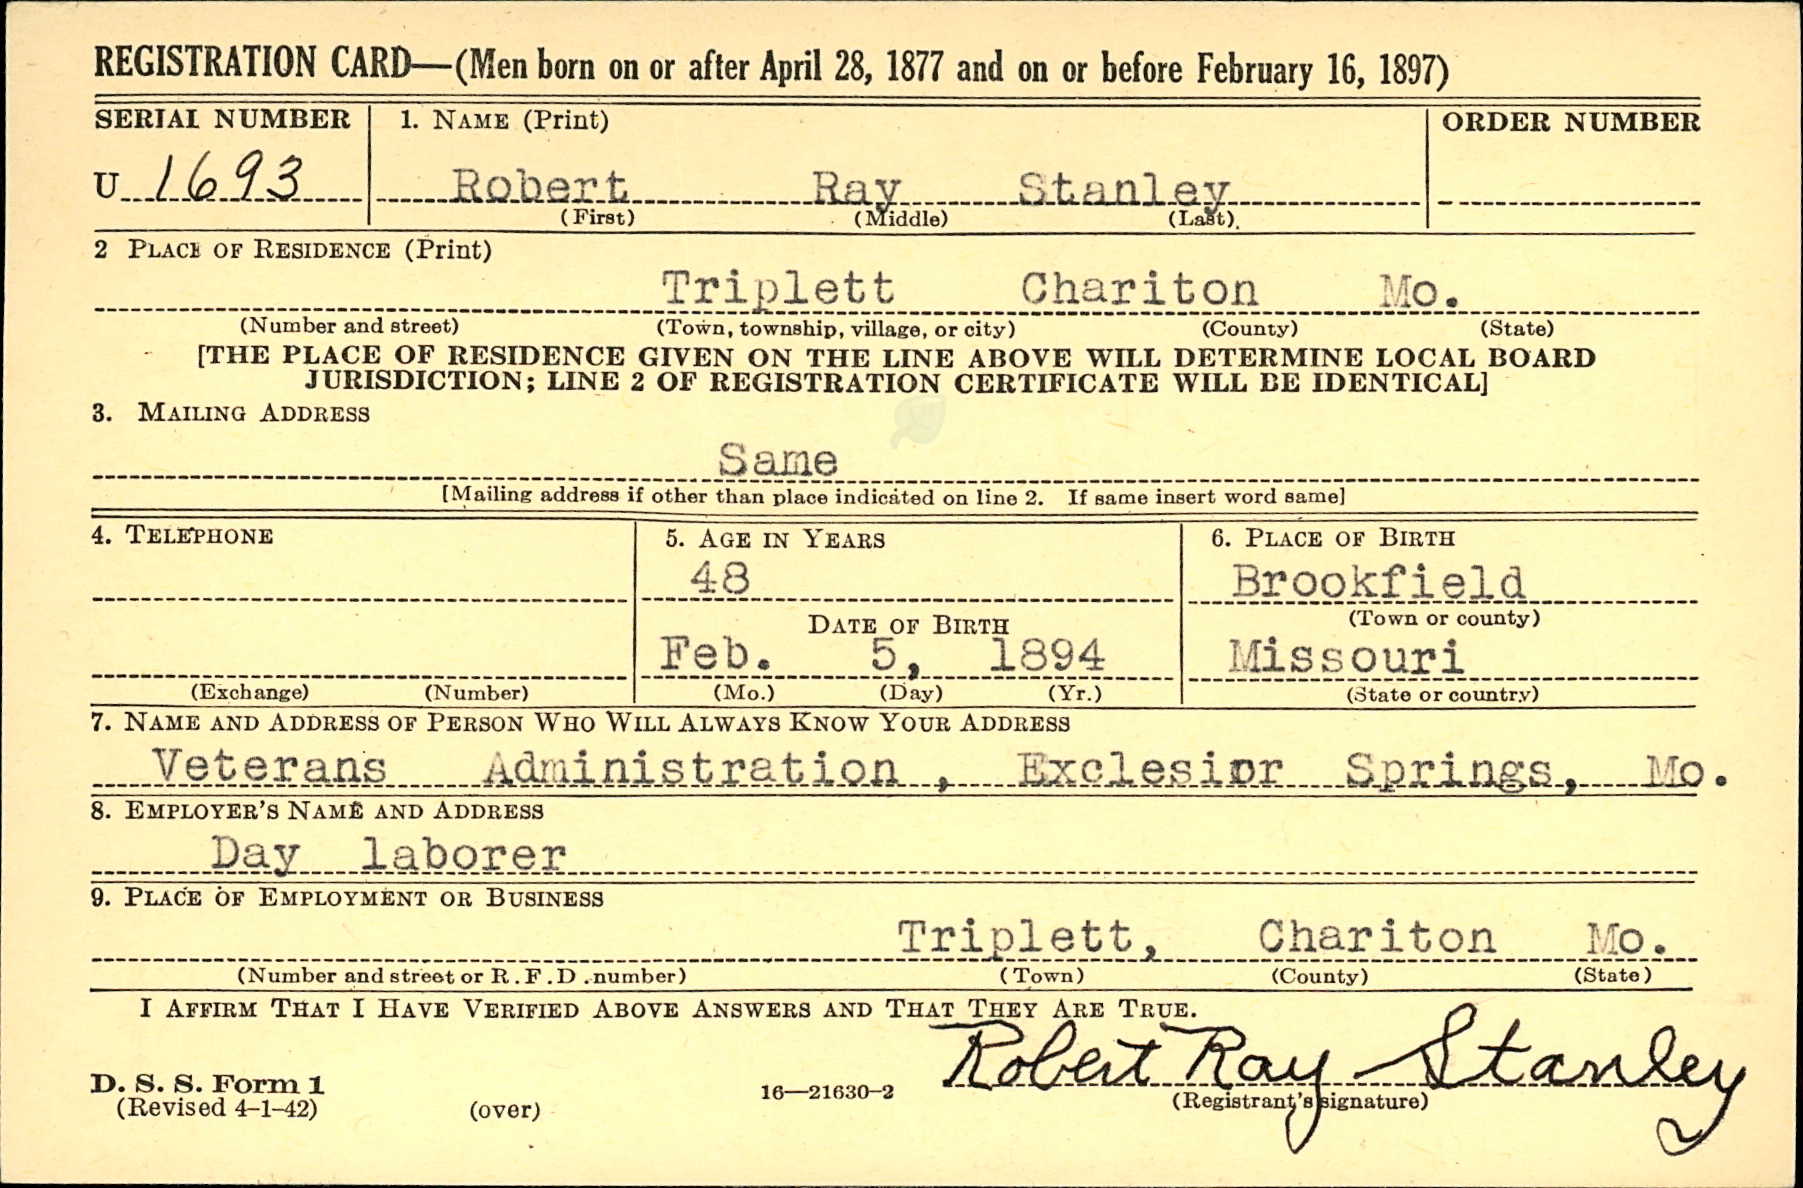 REGISTRATION CARD—(Men born on or after April 28, 1877 and on or before February 16, 1897)
SERIAL NUMBER 1. NAME (Print) ORDER NUMBER
U 1693 Robert Ray Stanley
(First) (Middle) (Last)
2 PLACE OF RESIDENCE (Print)
Triplett Chariton Mo.
(Number and street) (Town, township, village, or city) (County) (State)
[THE PLACE OF RESIDENCE GIVEN ON THE LINE ABOVE WILL DETERMINE LOCAL BOARD
JURISDICTION; LINE 2 OF REGISTRATION CERTIFICATE WILL BE IDENTICAL]
3. MAILING ADDRESS
Same
[Mailing address if other than place indicated on line 2. If same insert word same]
4. TELEPHONE 5. AGE IN YEARS 6. PLACE OF BIRTH
48 Brookfield
DATE OF BIRTH (Town or county)
Feb. 5, 1894 Missouri
(Exchange) (Number) (Mo.) (Day) (Yr.) (State or country)
7. NAME AND ADDRESS OF PERSON WHO WILL ALWAYS KNOW YOUR ADDRESS
Veterans Administration , Exclesior Springs, Mo.
8. EMPLOYER'S NAME AND ADDRESS
Day laborer
9. PLACE OF EMPLOYMENT OR BUSINESS
Triplett, Chariton Mo.
(Number and street or R.F.D. number) (Town) (County) (State)
I AFFIRM THAT I HAVE VERIFIED ABOVE ANSWERS AND THAT THEY ARE TRUE.
Robert Ray Stanley
D. S. S. Form 1 16—21630-2 (Registrant's signature)
(Revised 4-1-42) (over)